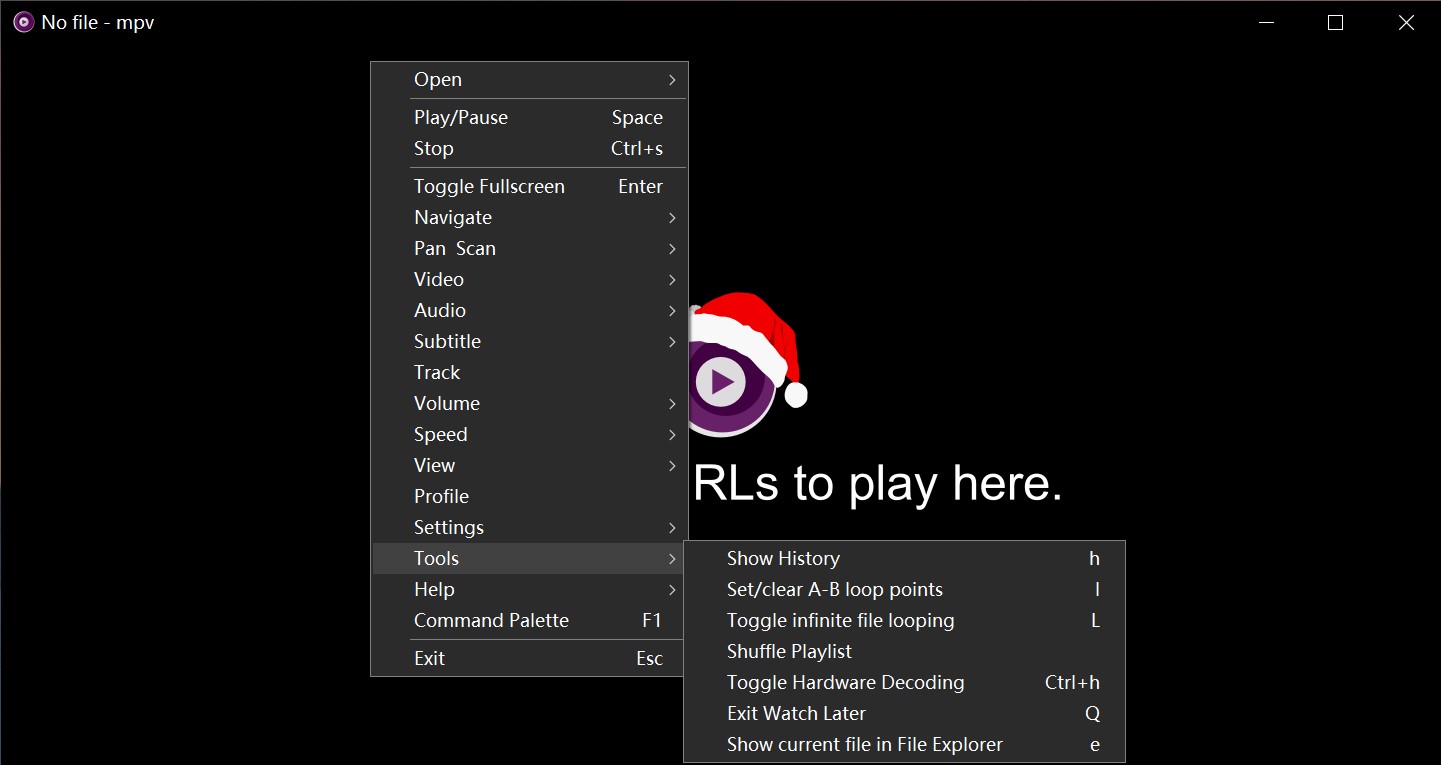 No file - mpv
Open
Play/Pause Space
Stop Ctrl+s
Toggle Fullscreen Enter
Navigate
Pan  Scan
Video
Audio
Subtitle
Track
Volume
Speed
View
Profile
Settings
Tools
Help
Command Palette F1
Exit Esc
RLs to play here.
Show History h
Set/clear A-B loop points l
Toggle infinite file looping L
Shuffle Playlist
Toggle Hardware Decoding Ctrl+h
Exit Watch Later Q
Show current file in File Explorer e